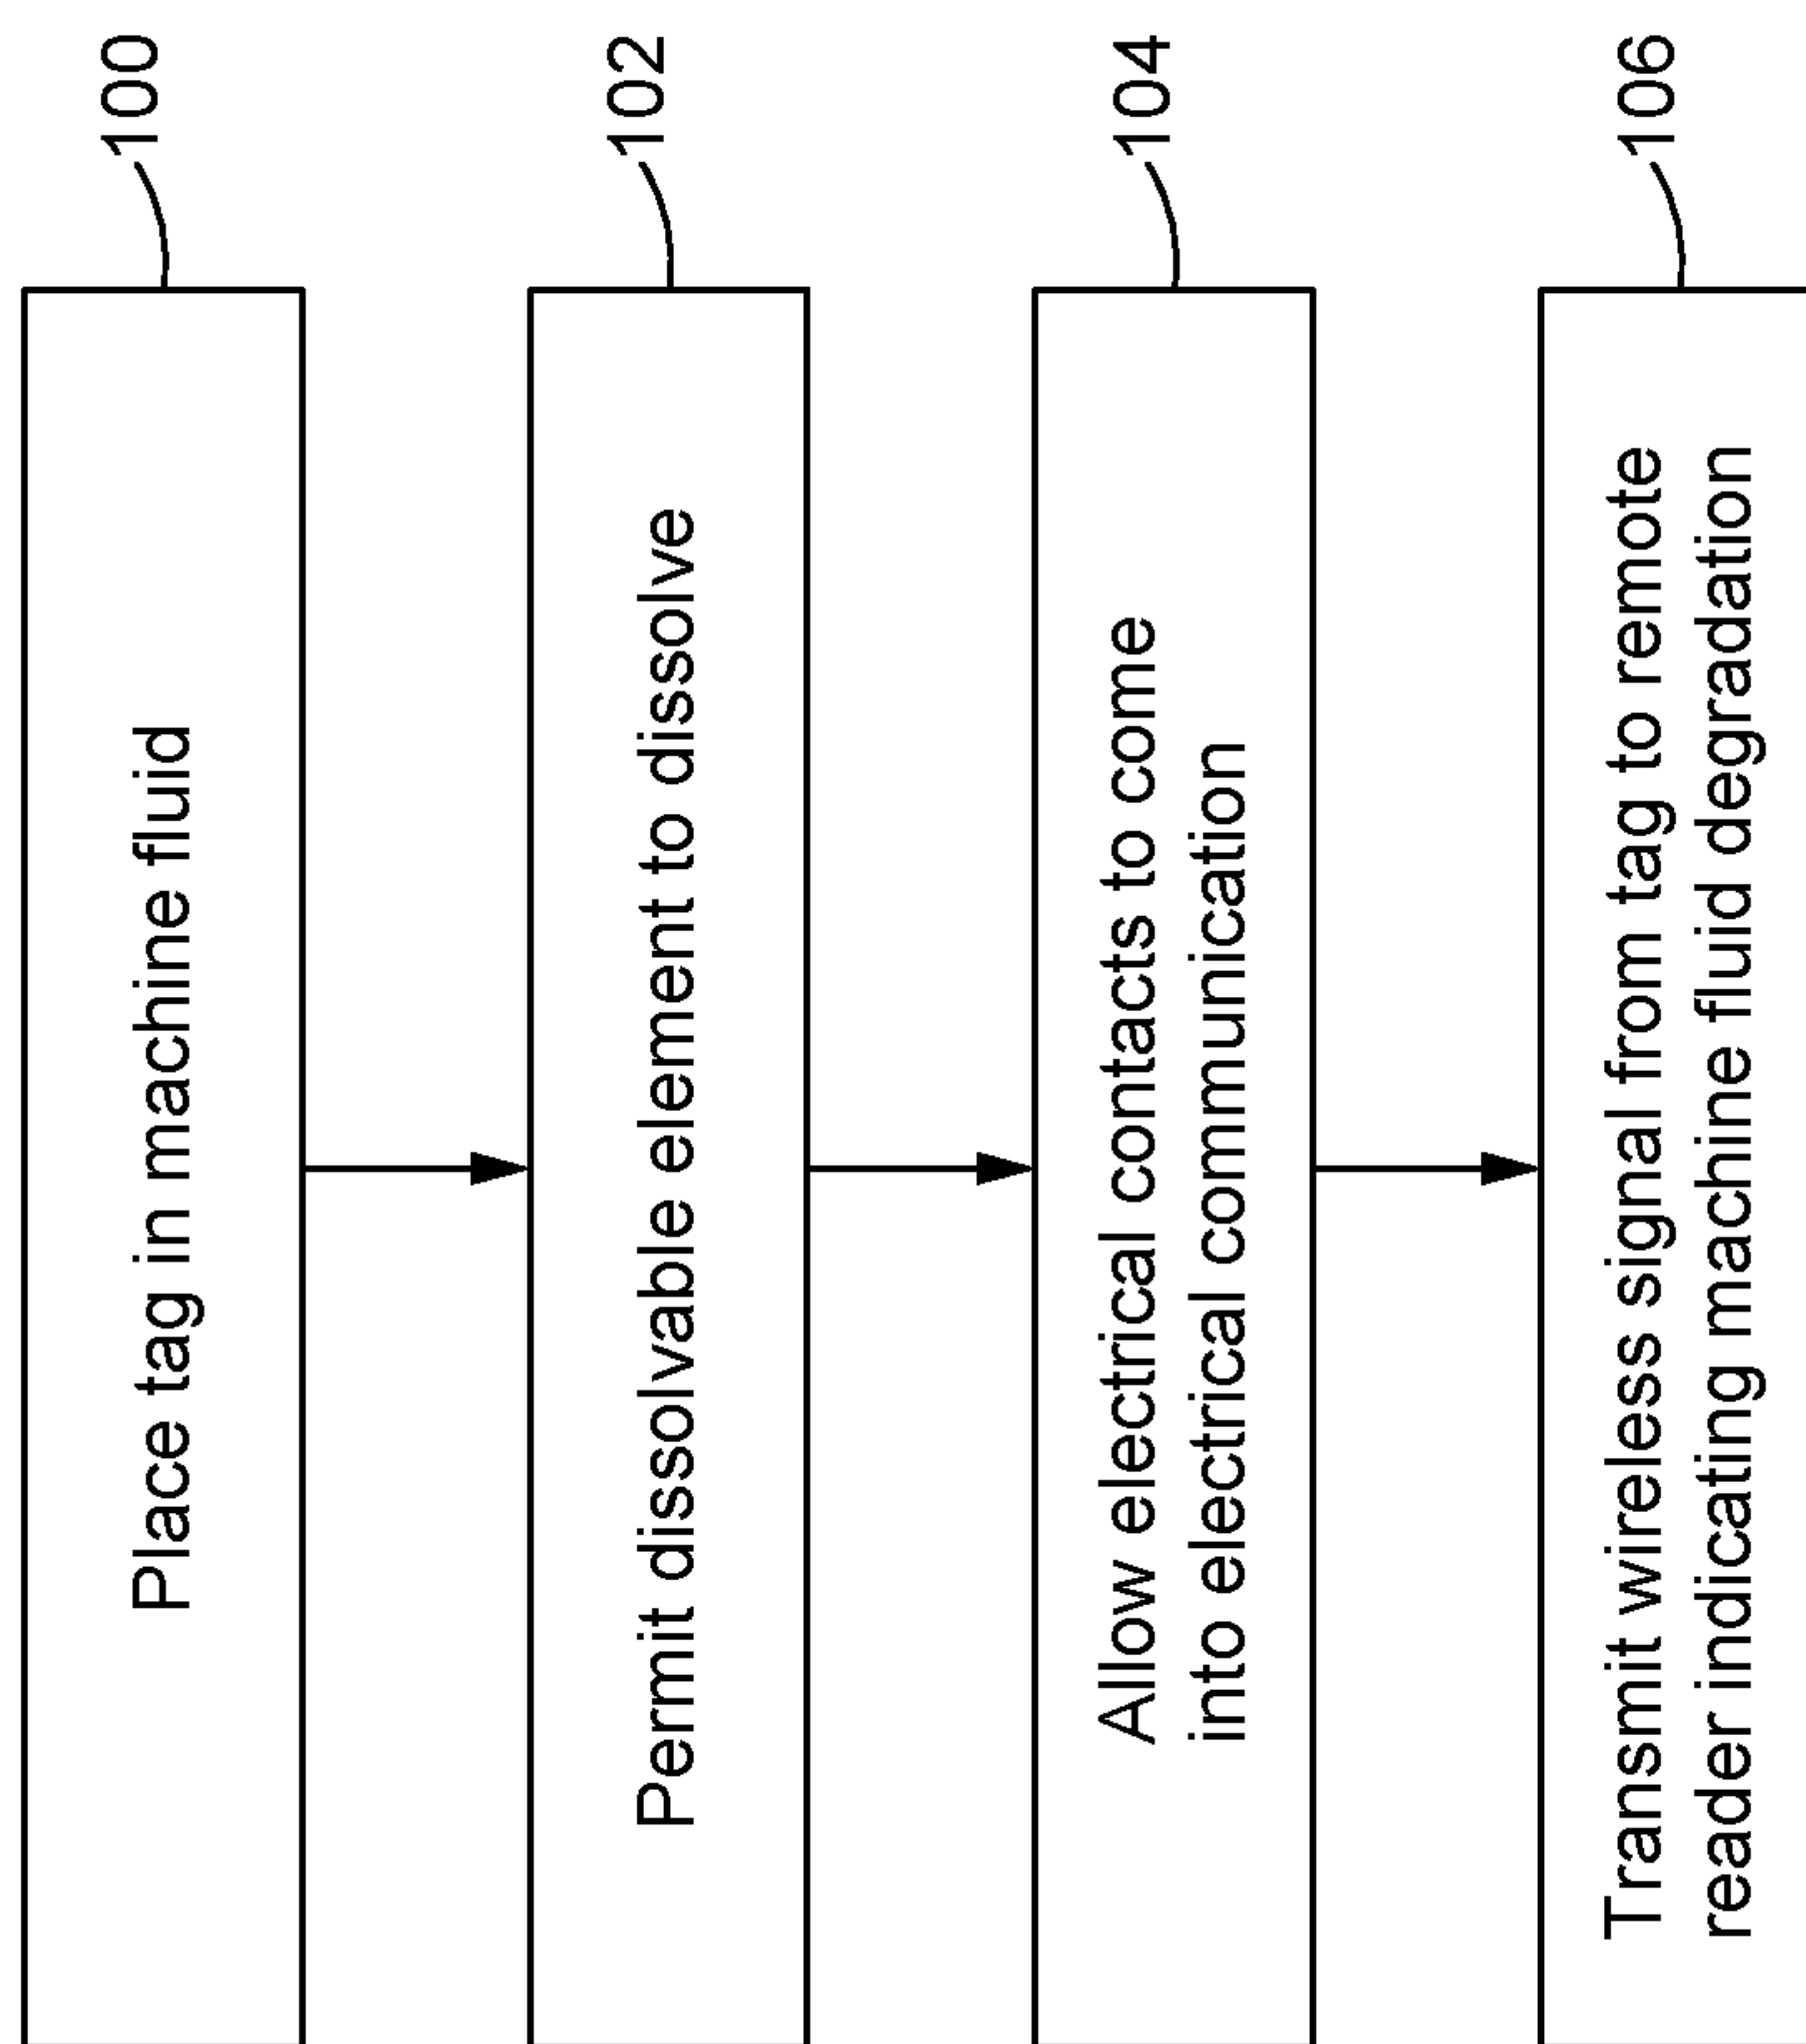 100
Place tag in machine fluid
102
Permit dissolvable element to dissolve
104
Allow electrical contacts to come
into electrical communication
106
Transmit wireless signal from tag to remote
reader indicating machine fluid degradation